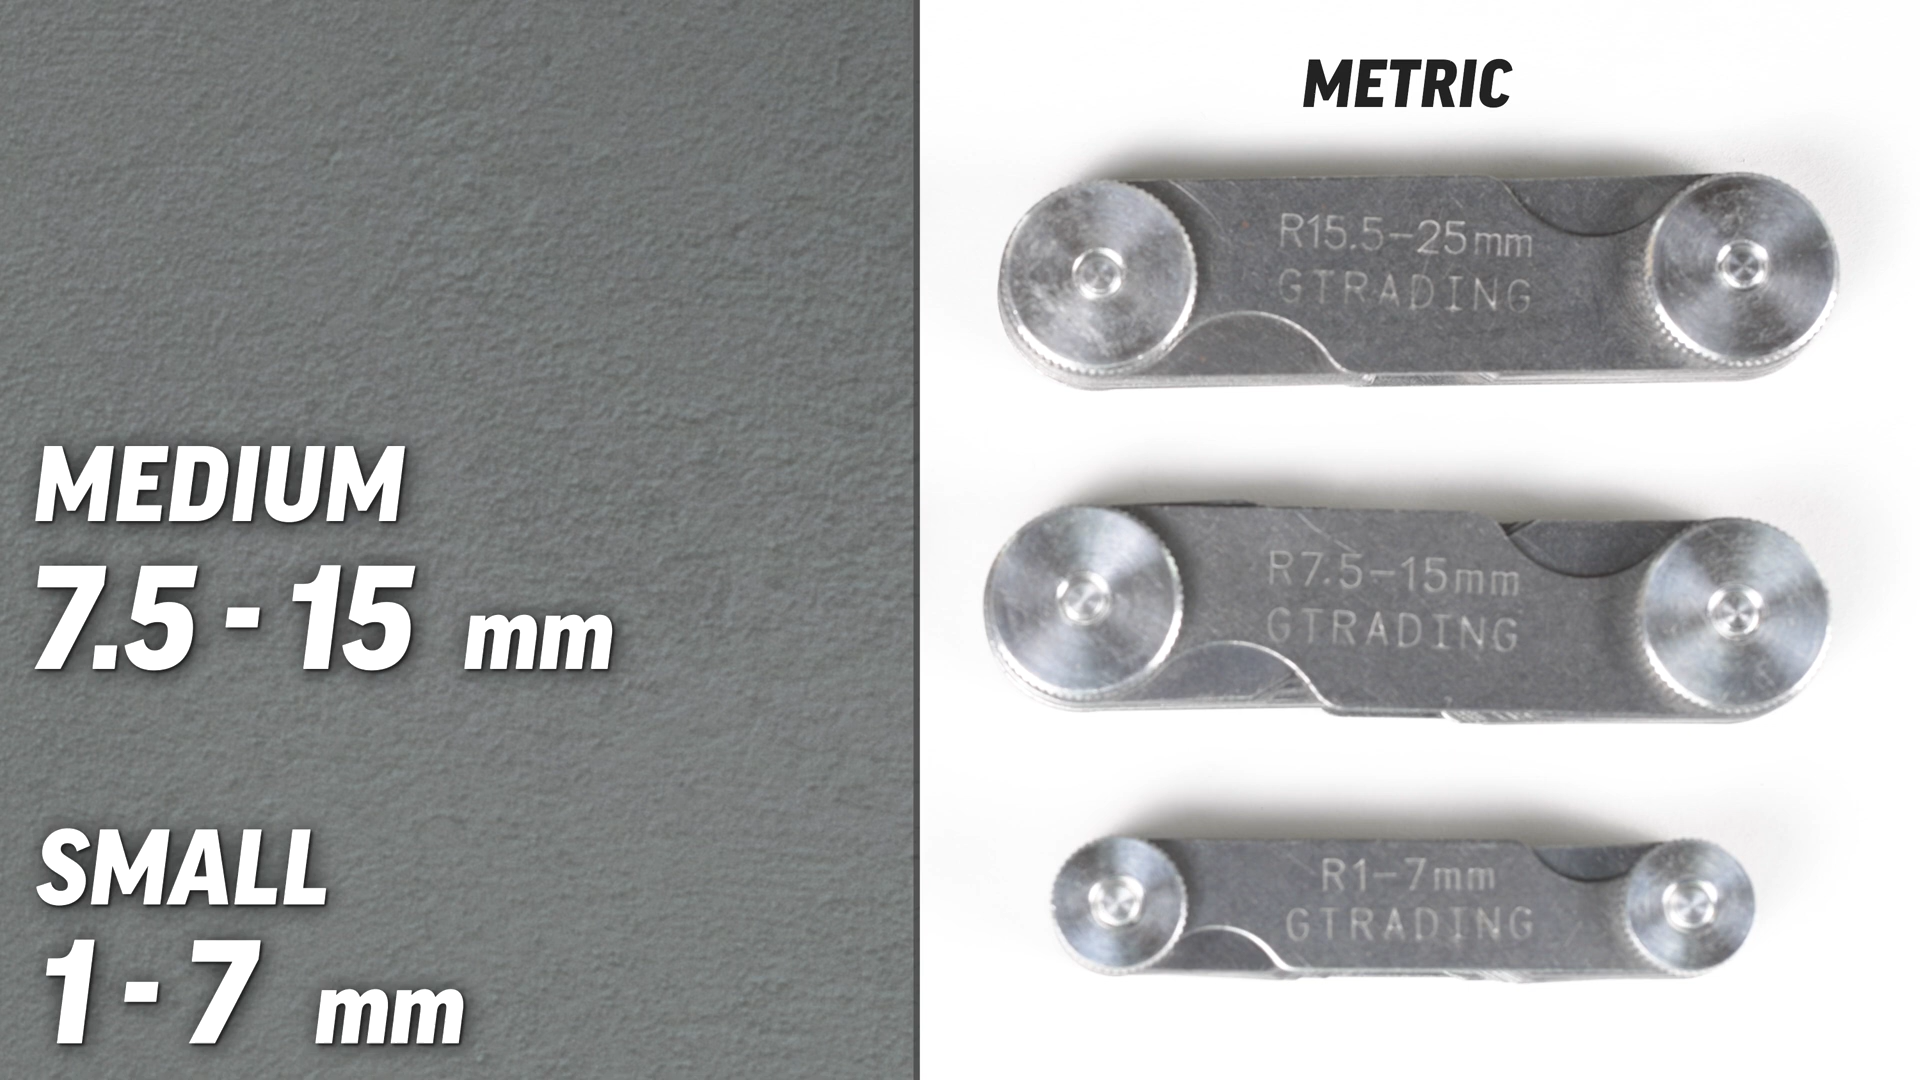 MEDIUM
7.5 - 15 mm
SMALL
1 - 7 mm
METRIC
R15.5-25mm
GTRADING
R7.5-15mm
GTRADING
R1-7mm
GTRADING